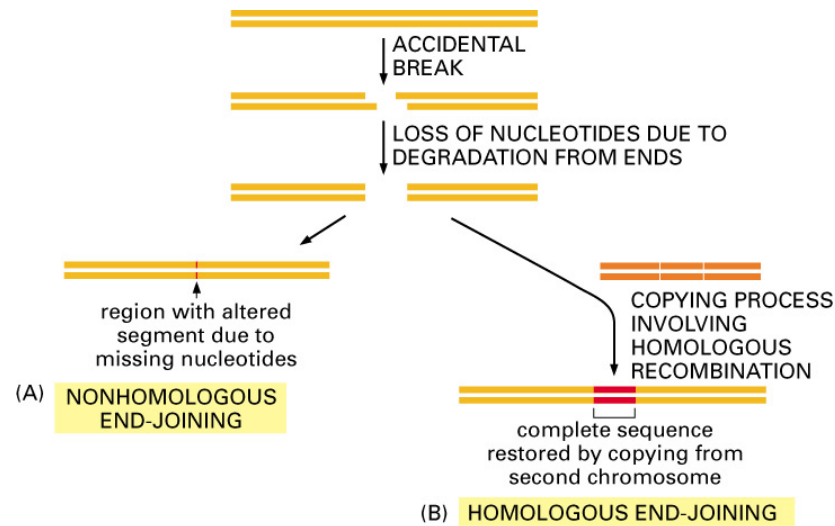 ACCIDENTAL
BREAK
LOSS OF NUCLEOTIDES DUE TO
DEGRADATION FROM ENDS
region with altered
segment due to
missing nucleotides
(A) NONHOMOLOGOUS
END-JOINING
COPYING PROCESS
INVOLVING
HOMOLOGOUS
RECOMBINATION
complete sequence
restored by copying from
second chromosome
(B) HOMOLOGOUS END-JOINING